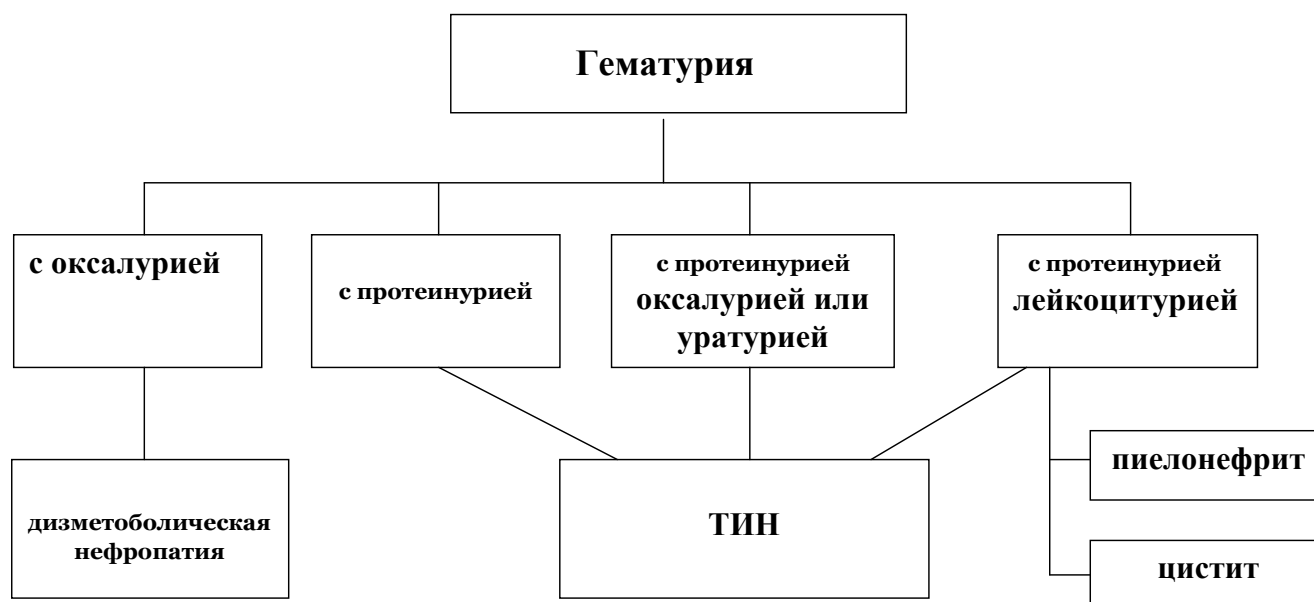 Гематурия
с оксалурией
с протеинурией
с протеинурией
оксалурией или
уратурией
с протеинурией
лейкоцитурией
дизметоболическая
нефропатия
ТИН
пиелонефрит
цистит